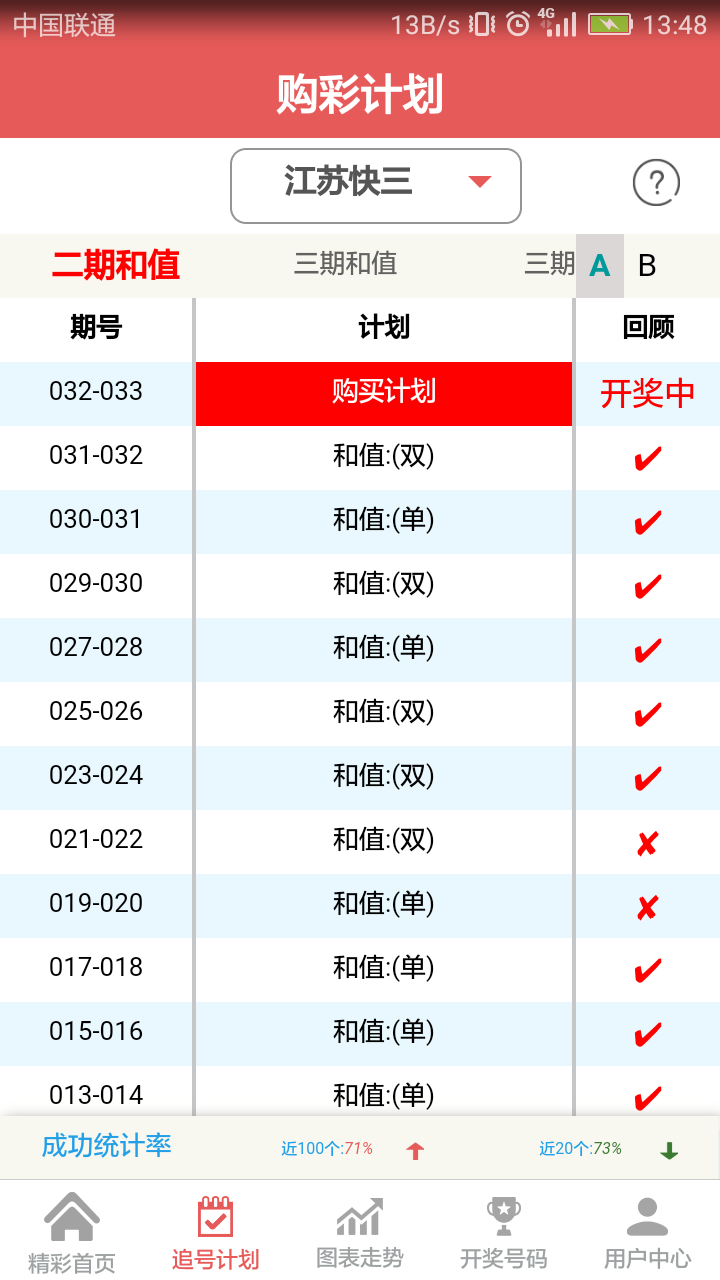 中国联通 13B/s 4G 13:48
购彩计划
江苏快三 ?
二期和值 三期和值 三期 A B
期号 计划 回顾
032-033 购买计划 开奖中
031-032 和值:(双) ✔
030-031 和值:(单) ✔
029-030 和值:(双) ✔
027-028 和值:(单) ✔
025-026 和值:(双) ✔
023-024 和值:(双) ✔
021-022 和值:(双) ✘
019-020 和值:(单) ✘
017-018 和值:(单) ✔
015-016 和值:(单) ✔
013-014 和值:(单) ✔
成功统计率 近100个:71% 近20个:73%
精彩首页 追号计划 图表走势 开奖号码 用户中心